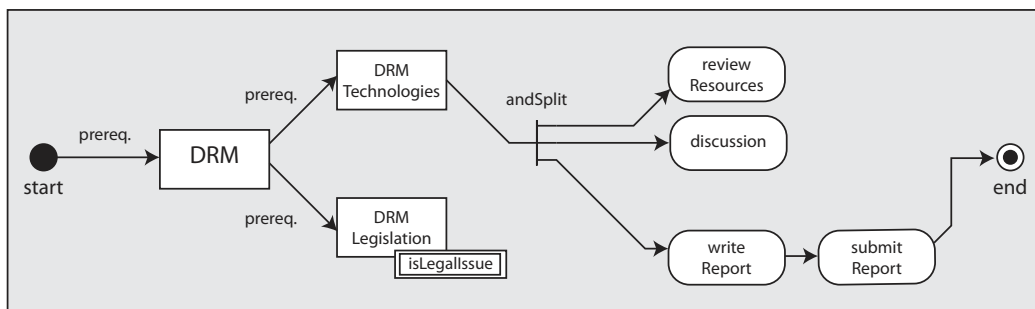 start
prereq.
DRM
prereq.
DRM
Technologies
prereq.
DRM
Legislation
isLegalIssue
andSplit
review
Resources
discussion
write
Report
submit
Report
end